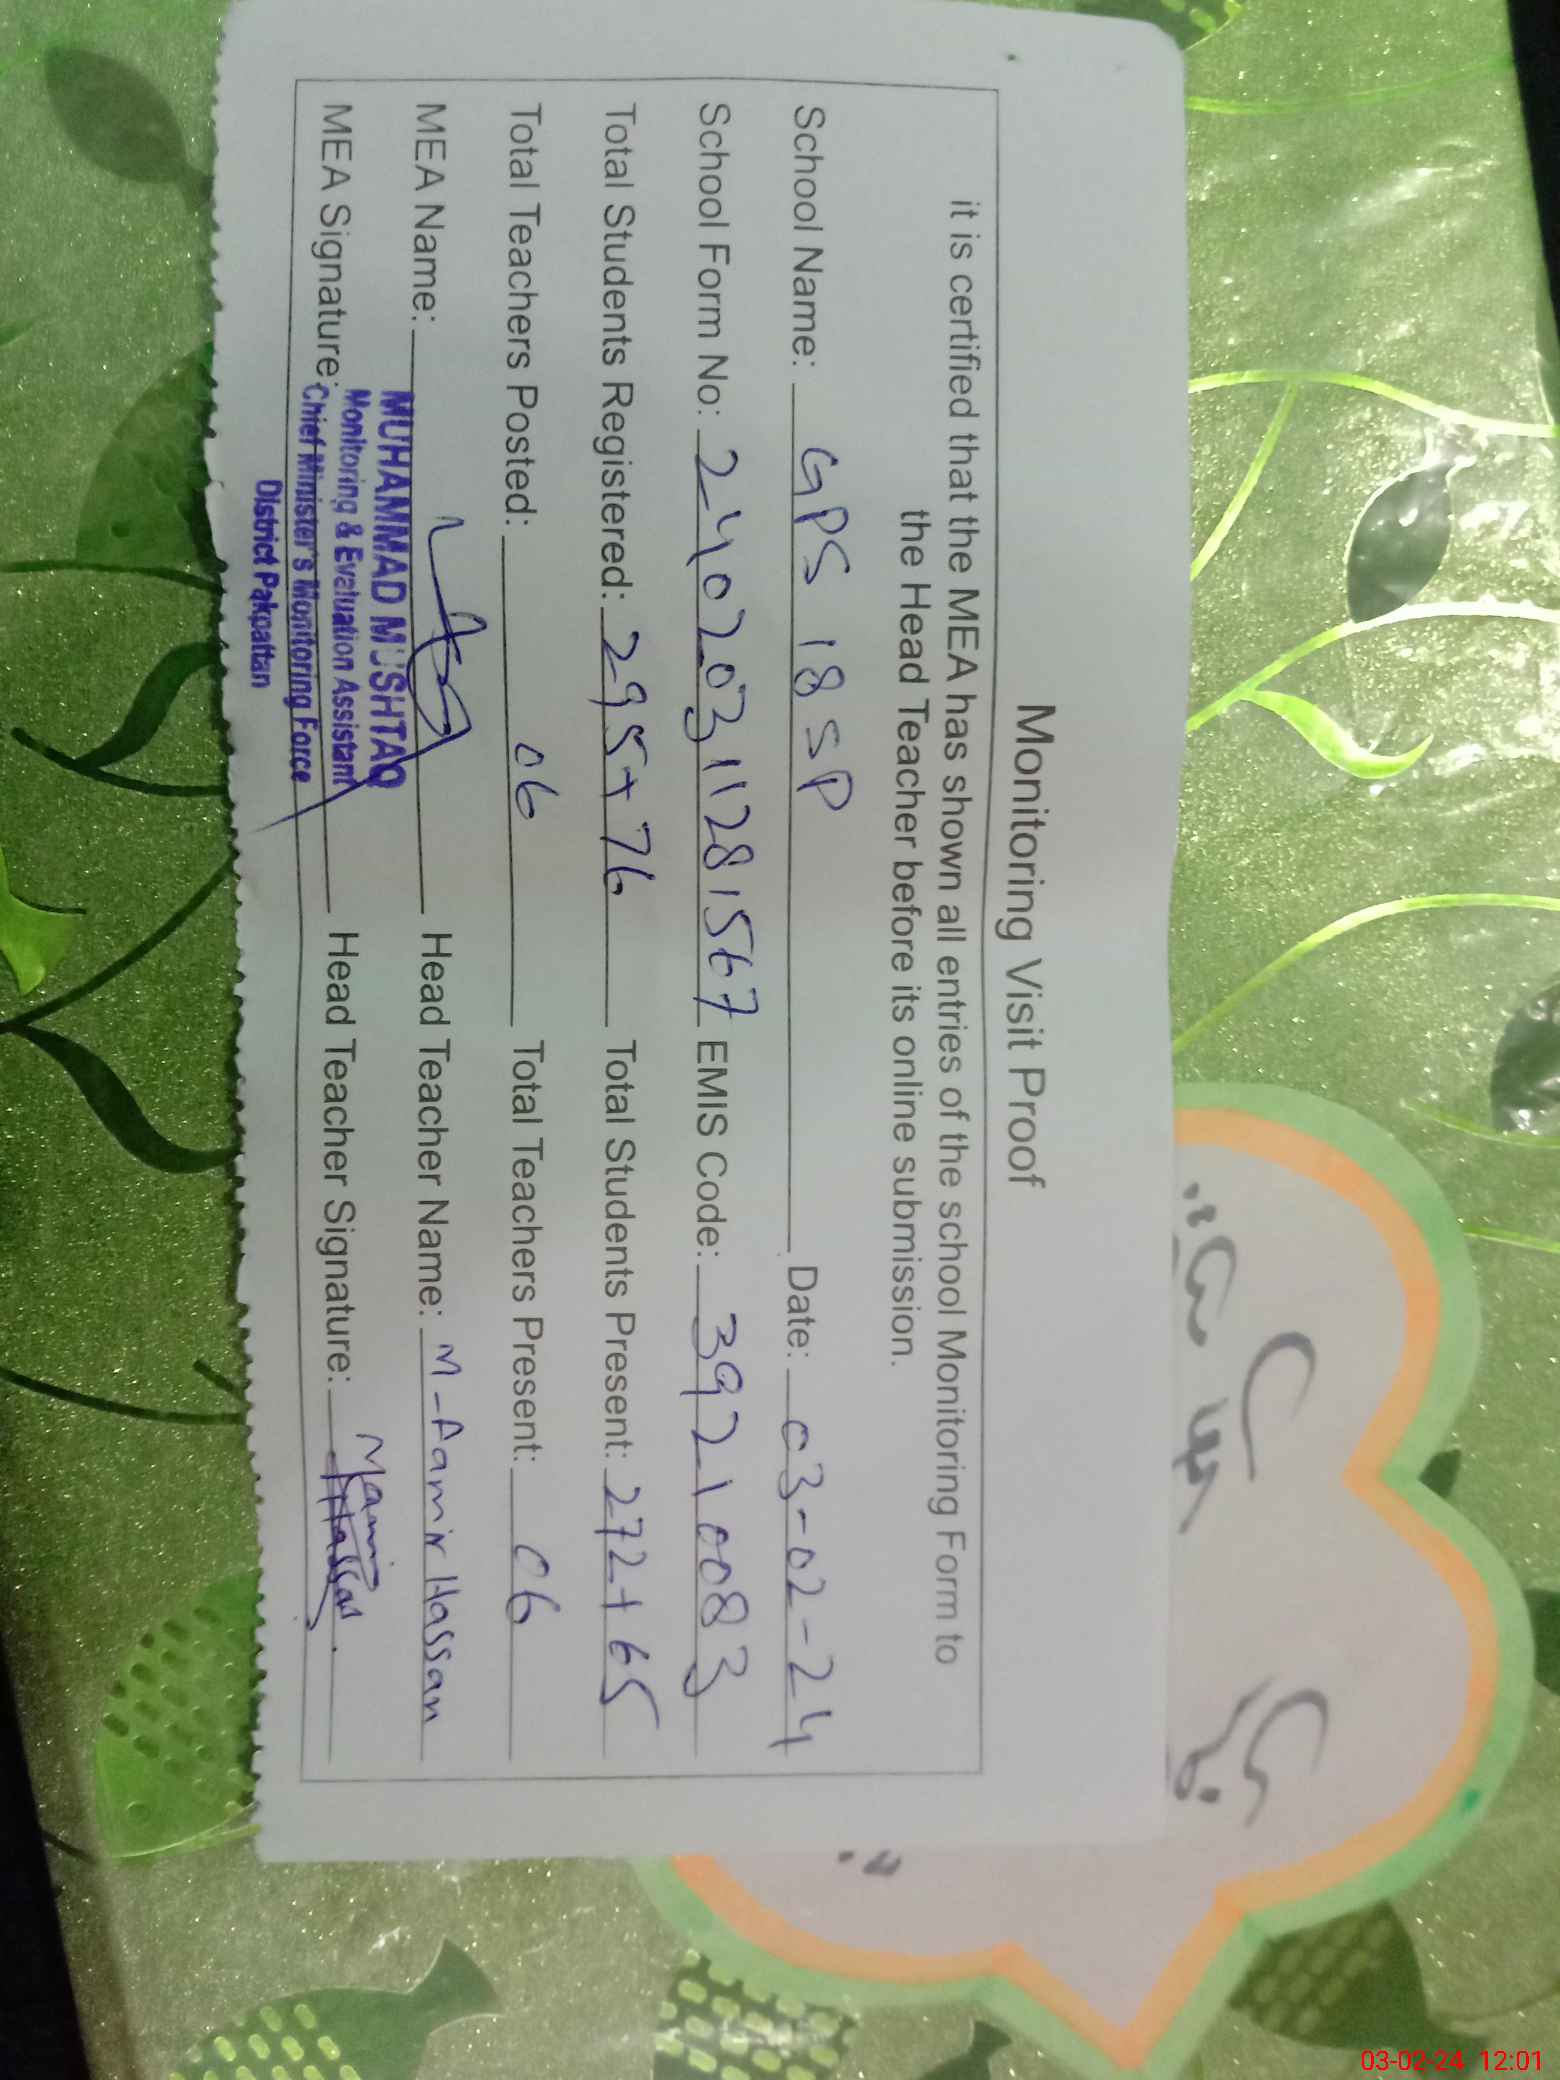 Monitoring Visit Proof
it is certified that the MEA has shown all entries of the school Monitoring Form to
the Head Teacher before its online submission.
School Name: GPS 18 SP Date: 03-02-24
School Form No: 24020311281567 EMIS Code: 39210083
Total Students Registered: 295+76 Total Students Present: 272+65
Total Teachers Posted: 06 Total Teachers Present: 06
MEA Name: Head Teacher Name: M-Aamir Hassan
MUHAMMAD MUSHTAQ
Monitoring & Evaluation Assistant
MEA Signature: Head Teacher Signature:
Chief Minister's Monitoring Force
District Pakpattan
03-02-24 12:01